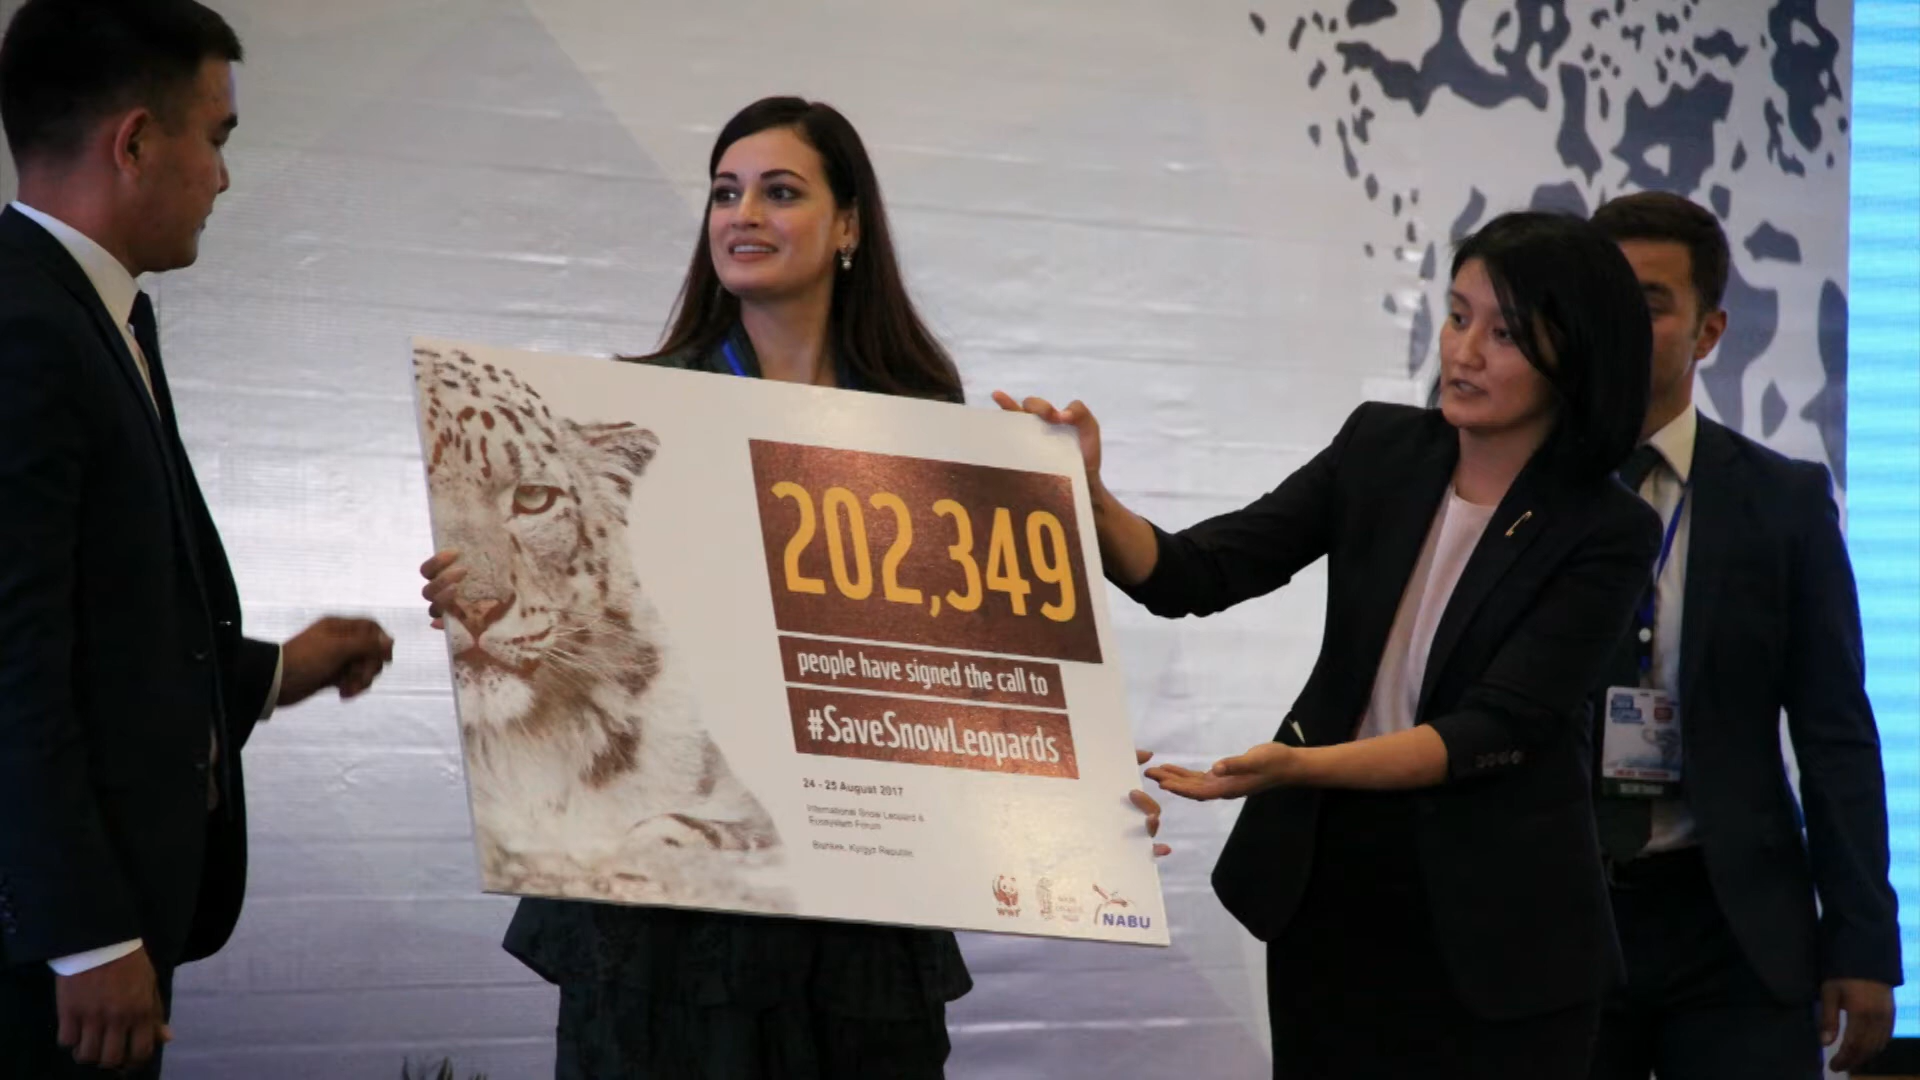 202,349
people have signed the call to
#SaveSnowLeopards
24 - 25 August 2017
International Snow Leopard &
Ecosystem Forum
Bishkek, Kyrgyz Republic
WWF
NABU